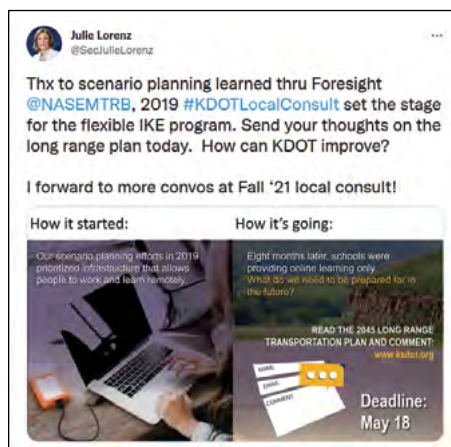 Julie Lorenz
@SecJulieLorenz
Thx to scenario planning learned thru Foresight
@NASEMTRB, 2019 #KDOTLocalConsult set the stage
for the flexible IKE program. Send your thoughts on the
long range plan today.  How can KDOT improve?
I forward to more convos at Fall ‘21 local consult!
How it started:
How it’s going:
Our scenario planning efforts in 2019
prioritized infrastructure that allows
people to work and learn remotely.
Eight months later, schools were
providing online learning only.
What do we need to be prepared for in
the future?
READ THE 2045 LONG RANGE
TRANSPORTATION PLAN AND COMMENT:
www.ksdot.org
NAME
EMAIL
COMMENT
Deadline:
May 18